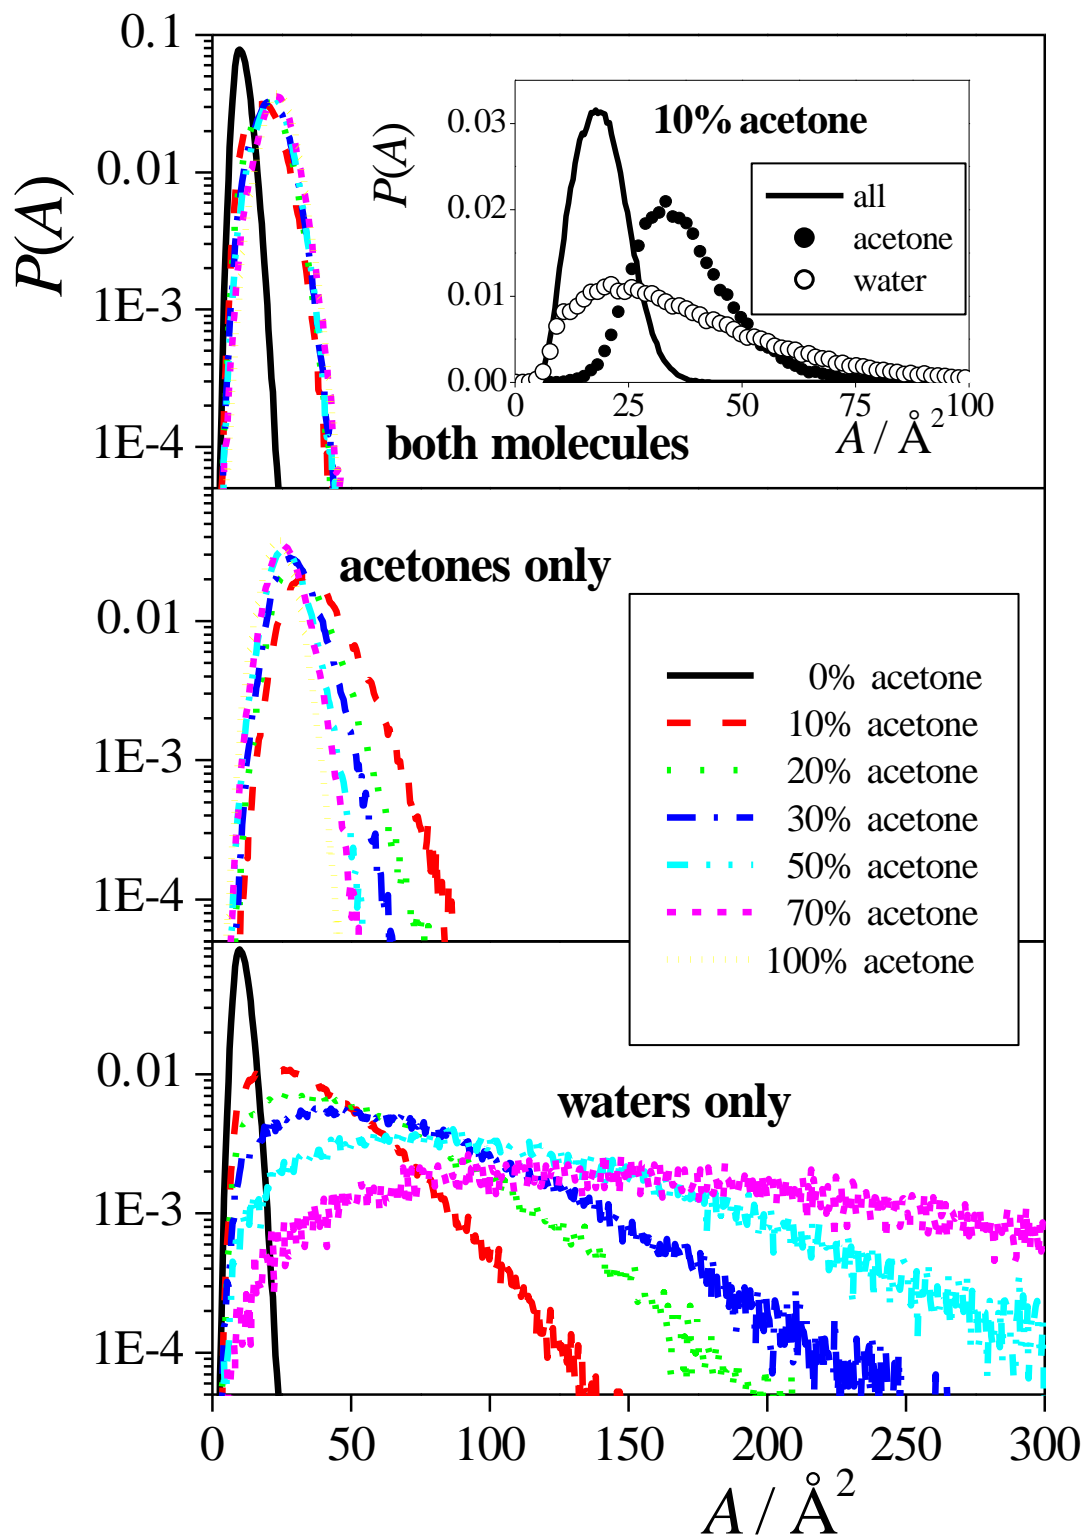 0.1
0.01
1E-3
1E-4
P(A)
P(A)
0.03
0.02
0.01
0.00
10% acetone
all
acetone
water
0 25 50 75 100
A / Å2
both molecules
acetones only
0.01
1E-3
1E-4
0% acetone
10% acetone
20% acetone
30% acetone
50% acetone
70% acetone
100% acetone
waters only
0.01
1E-3
1E-4
0 50 100 150 200 250 300
A / Å2